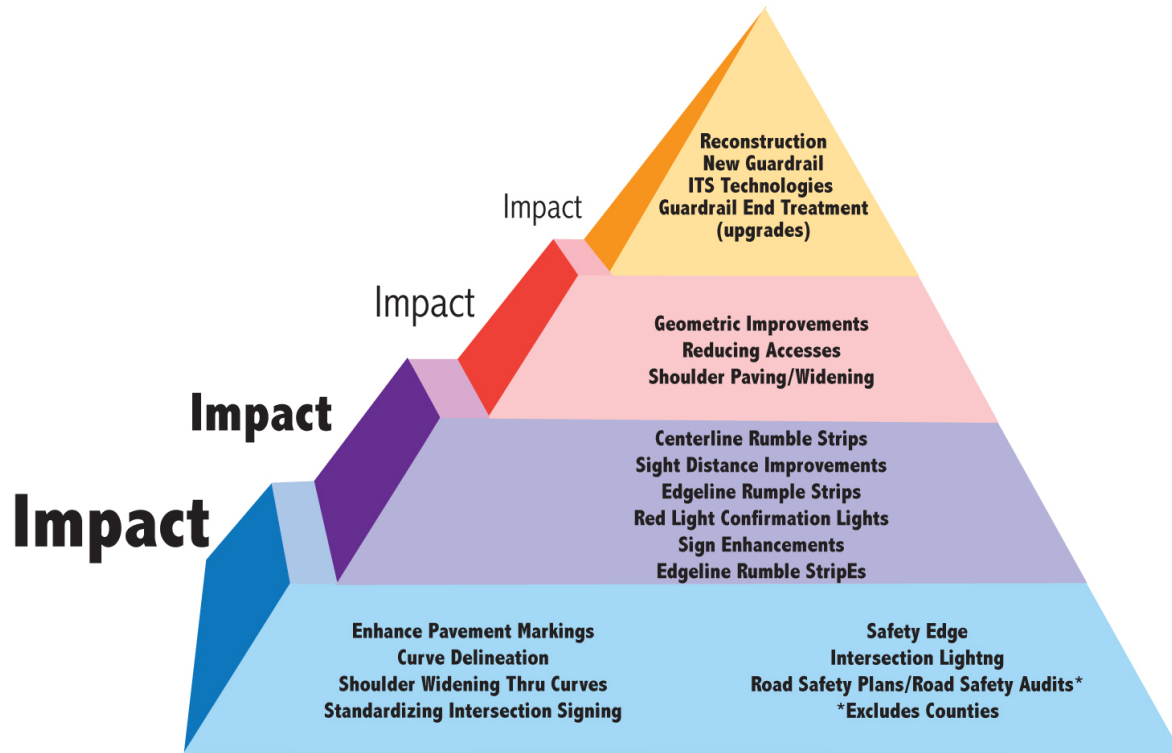 Reconstruction
New Guardrail
ITS Technologies
Guardrail End Treatment
(upgrades)
Impact
Geometric Improvements
Reducing Accesses
Shoulder Paving/Widening
Impact
Centerline Rumble Strips
Sight Distance Improvements
Edgeline Rumple Strips
Red Light Confirmation Lights
Sign Enhancements
Edgeline Rumble StripEs
Impact
Enhance Pavement Markings
Curve Delineation
Shoulder Widening Thru Curves
Standardizing Intersection Signing
Safety Edge
Intersection Lightng
Road Safety Plans/Road Safety Audits*
*Excludes Counties
Impact